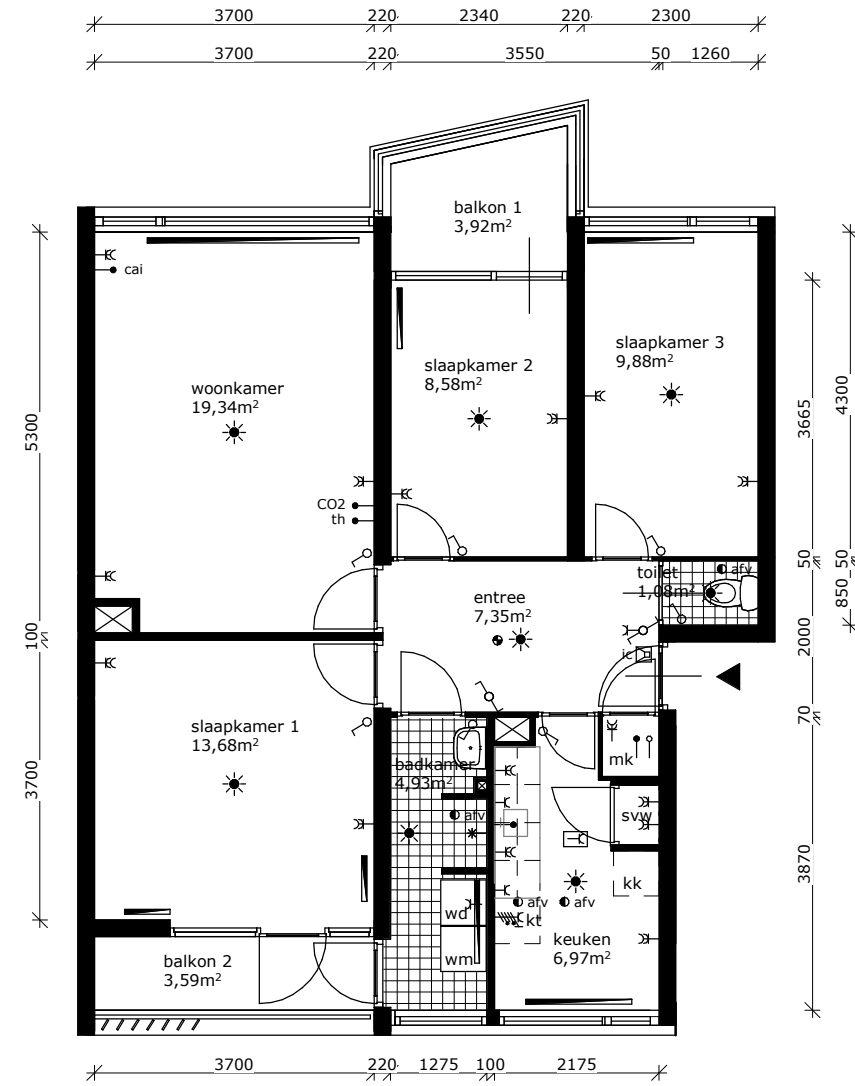 3700 220 2340 220 2300
3700 220 3550 50 1260
balkon 1
3,92m²
cai
slaapkamer 3
9,88m²
slaapkamer 2
8,58m²
woonkamer
19,34m²
5300
3665
4300
CO2
th
50
50
toilet
afv
1,08m²
850
entree
7,35m²
100
2000
ic
70
slaapkamer 1
13,68m²
badkamer
4,93m²
mk
3700
afv
svw
3870
kk
afv
afv
wd
kt
keuken
6,97m²
balkon 2
3,59m²
wm
3700 220 1275 100 2175